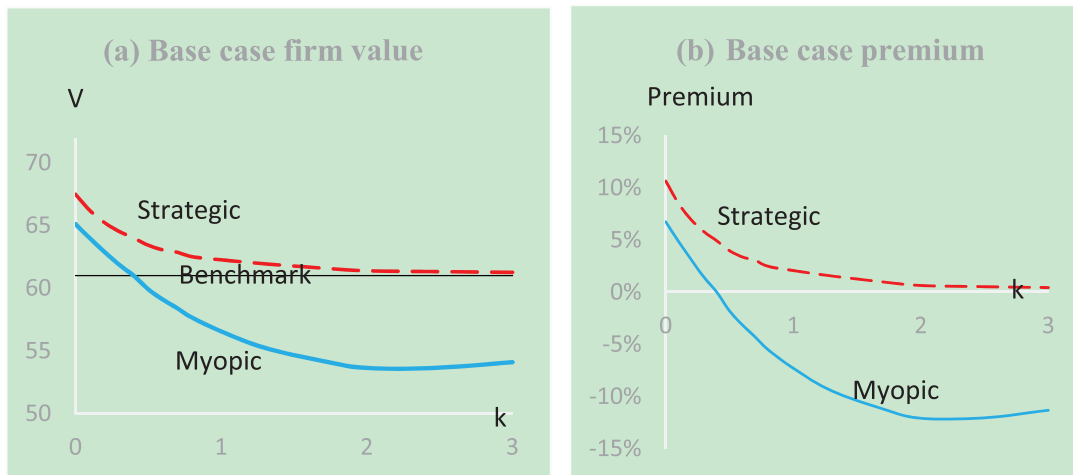 (a) Base case firm value
V
70
65
60
55
50
Strategic
Benchmark
Myopic
k
0 1 2 3
(b) Base case premium
Premium
15%
10%
5%
0%
-5%
-10%
-15%
Strategic
k
0 1 2 3
Myopic